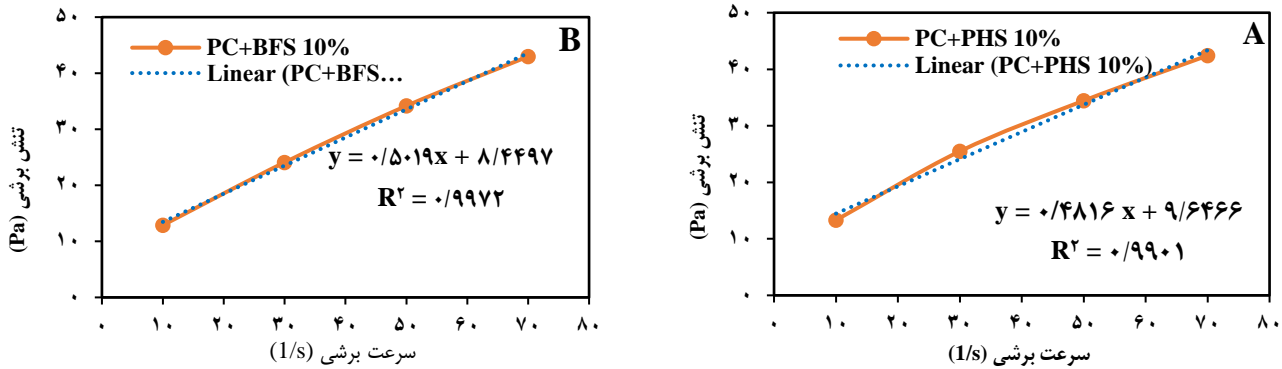 B
PC+BFS 10%
Linear (PC+BFS…
y = ۰/۵۰۱۹x + ۸/۴۴۹۷
R² = ۰/۹۹۷۲
۵۰
۴۰
۳۰
۲۰
۱۰
۰
تنش برشی (Pa)
۰ ۱۰ ۲۰ ۳۰ ۴۰ ۵۰ ۶۰ ۷۰ ۸۰
سرعت برشی (1/s)
A
PC+PHS 10%
Linear (PC+PHS 10%)
y = ۰/۴۸۱۶ x + ۹/۶۴۶۶
R² = ۰/۹۹۰۱
۵۰
۴۰
۳۰
۲۰
۱۰
۰
تنش برشی (Pa)
۰ ۱۰ ۲۰ ۳۰ ۴۰ ۵۰ ۶۰ ۷۰ ۸۰
سرعت برشی (1/s)